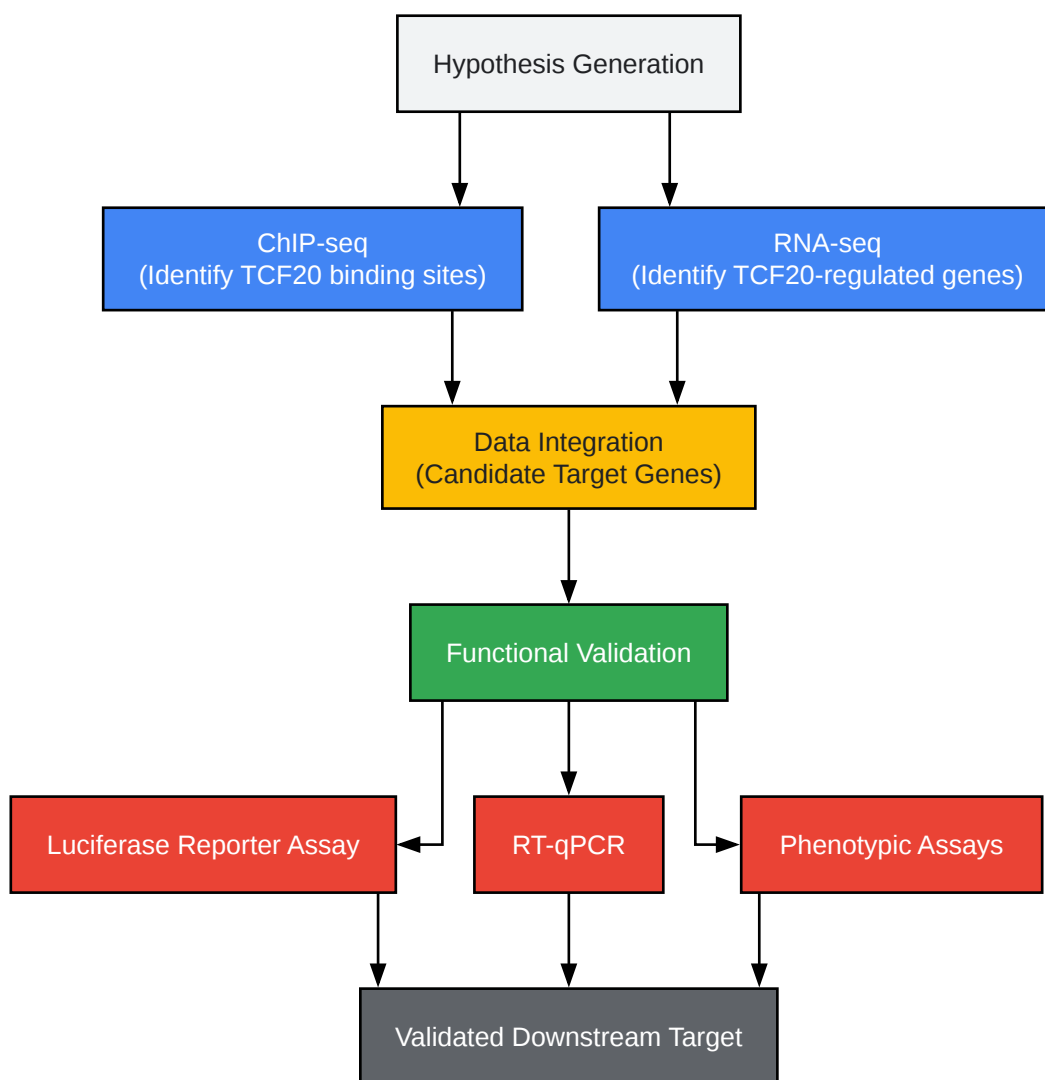 Hypothesis Generation
ChIP-seq
(Identify TCF20 binding sites)
RNA-seq
(Identify TCF20-regulated genes)
Data Integration
(Candidate Target Genes)
Functional Validation
Luciferase Reporter Assay
RT-qPCR
Phenotypic Assays
Validated Downstream Target